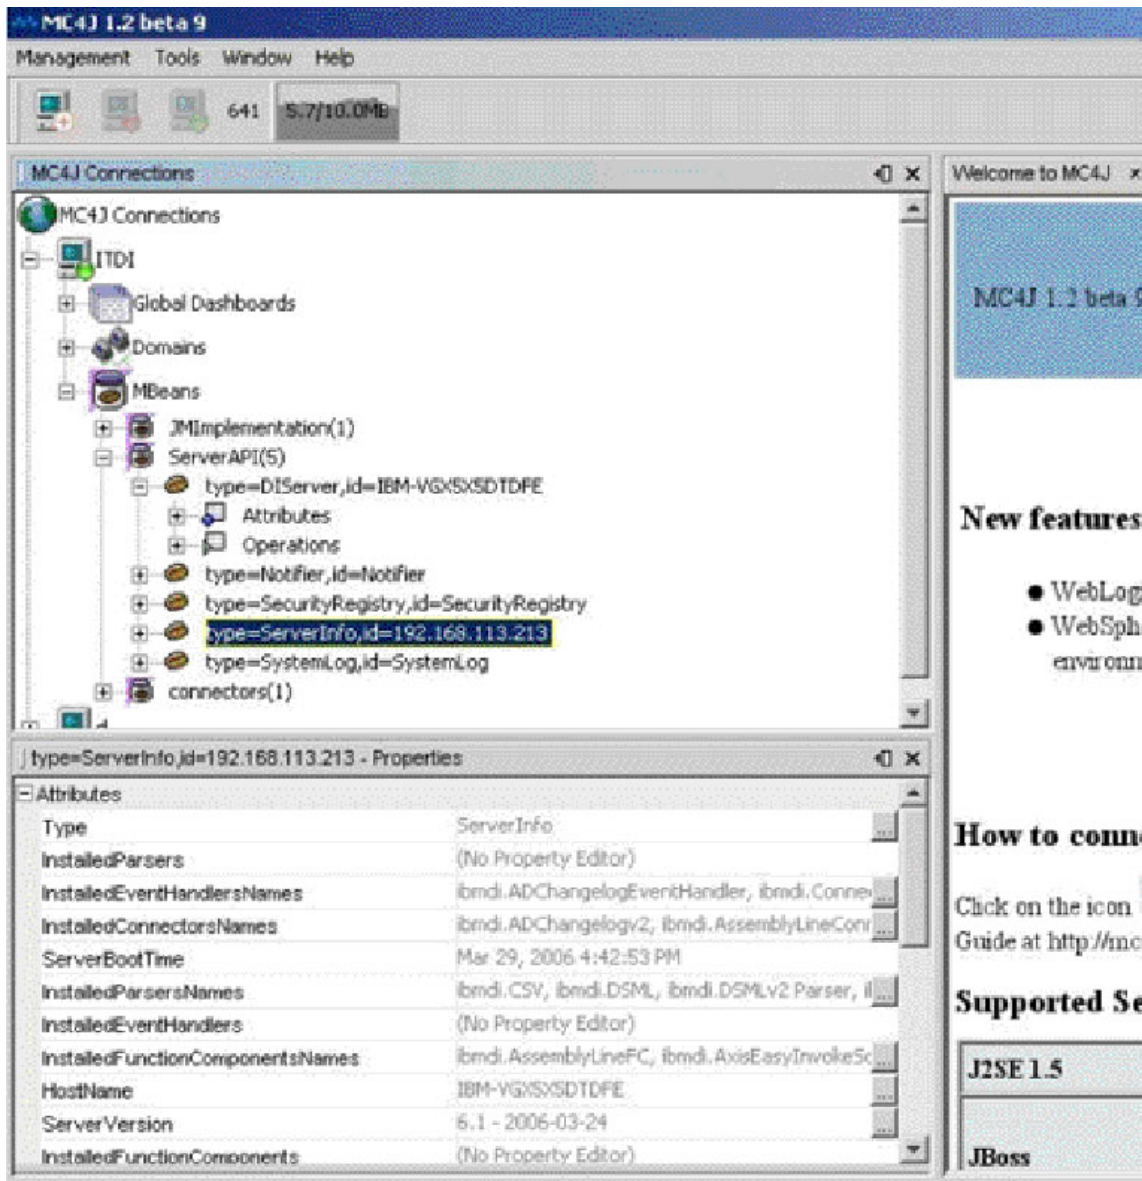 MC4J 1.2 beta 9
Management Tools Window Help
641 5.7/10.0MB
MC4J Connections
MC4J Connections
ITDI
Global Dashboards
Domains
MBeans
JMImplementation(1)
ServerAPI(5)
type=DIServer,id=IBM-VGXSXSDTDFE
Attributes
Operations
type=Notifier,id=Notifier
type=SecurityRegistry,id=SecurityRegistry
type=ServerInfo,id=192.168.113.213
type=SystemLog,id=SystemLog
connectors(1)
type=ServerInfo,id=192.168.113.213 - Properties
Attributes
Type ServerInfo
InstalledParsers (No Property Editor)
InstalledEventHandlersNames ibmdi.ADChangelogEventHandler, ibmdi.Connec
InstalledConnectorsNames ibmdi.ADChangelogv2, ibmdi.AssemblyLineConn
ServerBootTime Mar 29, 2006 4:42:53 PM
InstalledParsersNames ibmdi.CSV, ibmdi.DSML, ibmdi.DSMLv2 Parser, i
InstalledEventHandlers (No Property Editor)
InstalledFunctionComponentsNames ibmdi.AssemblyLineFC, ibmdi.AxisEasyInvokeSo
HostName IBM-VGXSXSDTDFE
ServerVersion 6.1 - 2006-03-24
InstalledFunctionComponents (No Property Editor)
Welcome to MC4J
MC4J 1.2 beta 9
New features
WebLog
WebSph
environm
How to conn
Click on the icon
Guide at http://mc
Supported Se
J2SE 1.5
JBoss